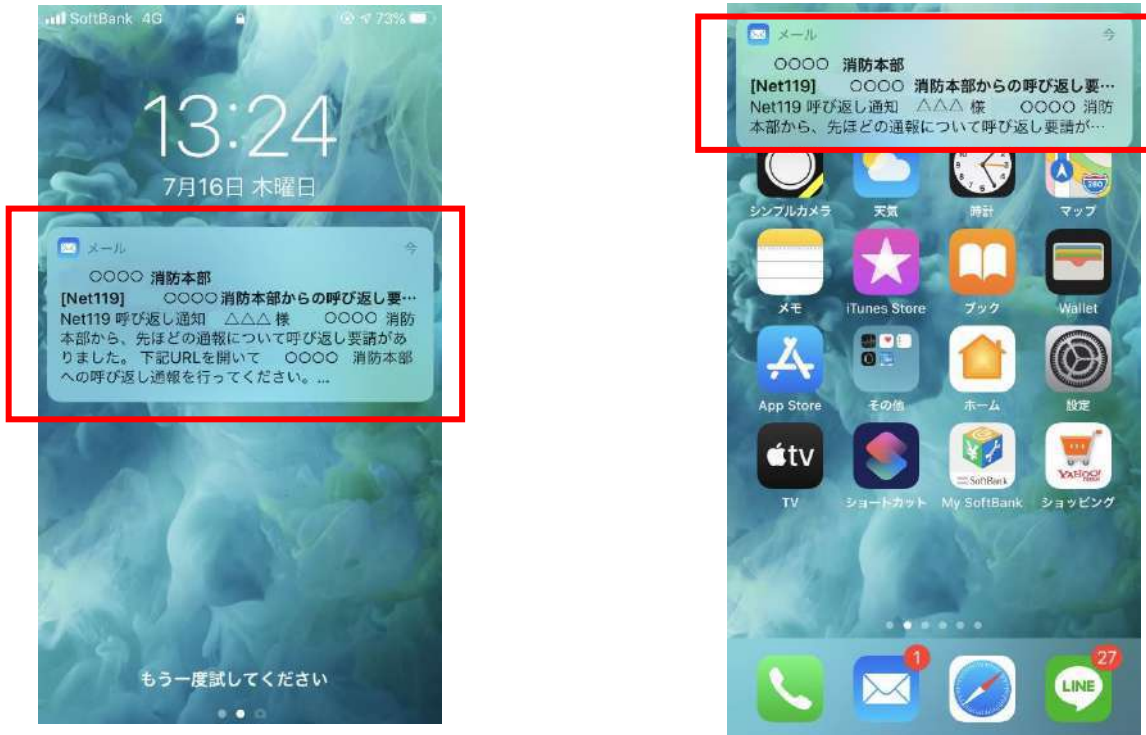 SoftBank 4G
73%
13:24
7月16日 木曜日
メール
今
○○○○ 消防本部
[Net119] ○○○○ 消防本部からの呼び返し要…
Net119 呼び返し通知 △△△ 様 ○○○○ 消防
本部から、先ほどの通報について呼び返し要請があ
りました。 下記URLを開いて ○○○○ 消防本部
への呼び返し通報を行ってください。...
もう一度試してください
メール
今
○○○○ 消防本部
[Net119] ○○○○ 消防本部からの呼び返し要…
Net119 呼び返し通知 △△△ 様 ○○○○ 消防
本部から、先ほどの通報について呼び返し要請が…
280
シンプルカメラ 天気 時計 マップ
メモ iTunes Store ブック Wallet
App Store その他 ホーム 設定
tv
SoftBank
YAHOO!
TV ショートカット My SoftBank ショッピング
1
27
LINE